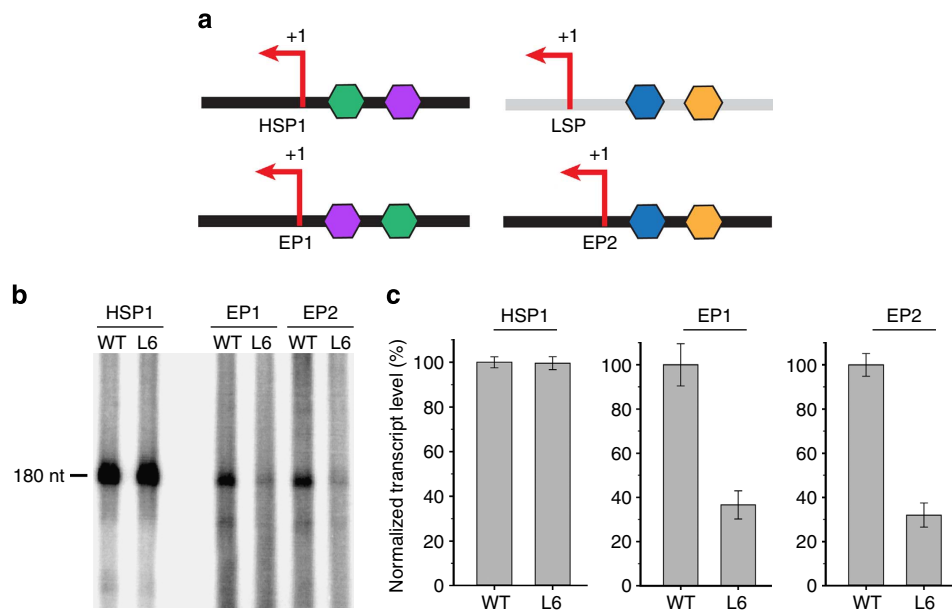 a
+1 +1
HSP1 LSP
+1 +1
EP1 EP2
b
HSP1 EP1 EP2
WT L6 WT L6 WT L6
180 nt
c
Normalized transcript level (%)
HSP1
100
80
60
40
20
0
WT L6
EP1
100
80
60
40
20
0
WT L6
EP2
100
80
60
40
20
0
WT L6